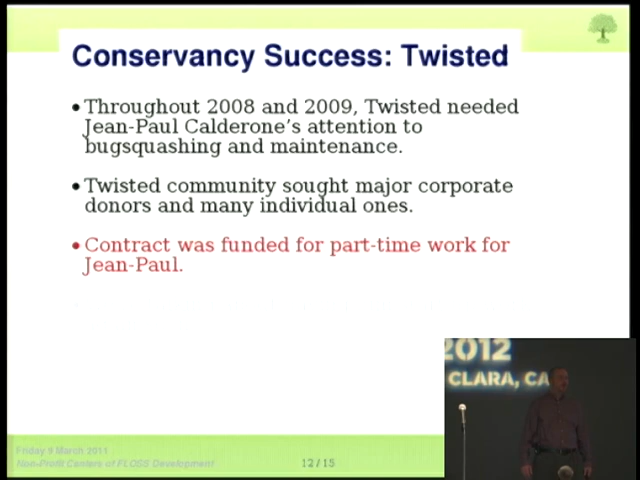 Conservancy Success: Twisted
•Throughout 2008 and 2009, Twisted needed
Jean-Paul Calderone's attention to
bugsquashing and maintenance.
•Twisted community sought major corporate
donors and many individual ones.
•Contract was funded for part-time work for
Jean-Paul.
2012
CLARA, CA
Friday 9 March 2011
Non-Profit Centers of FLOSS Development
12/15